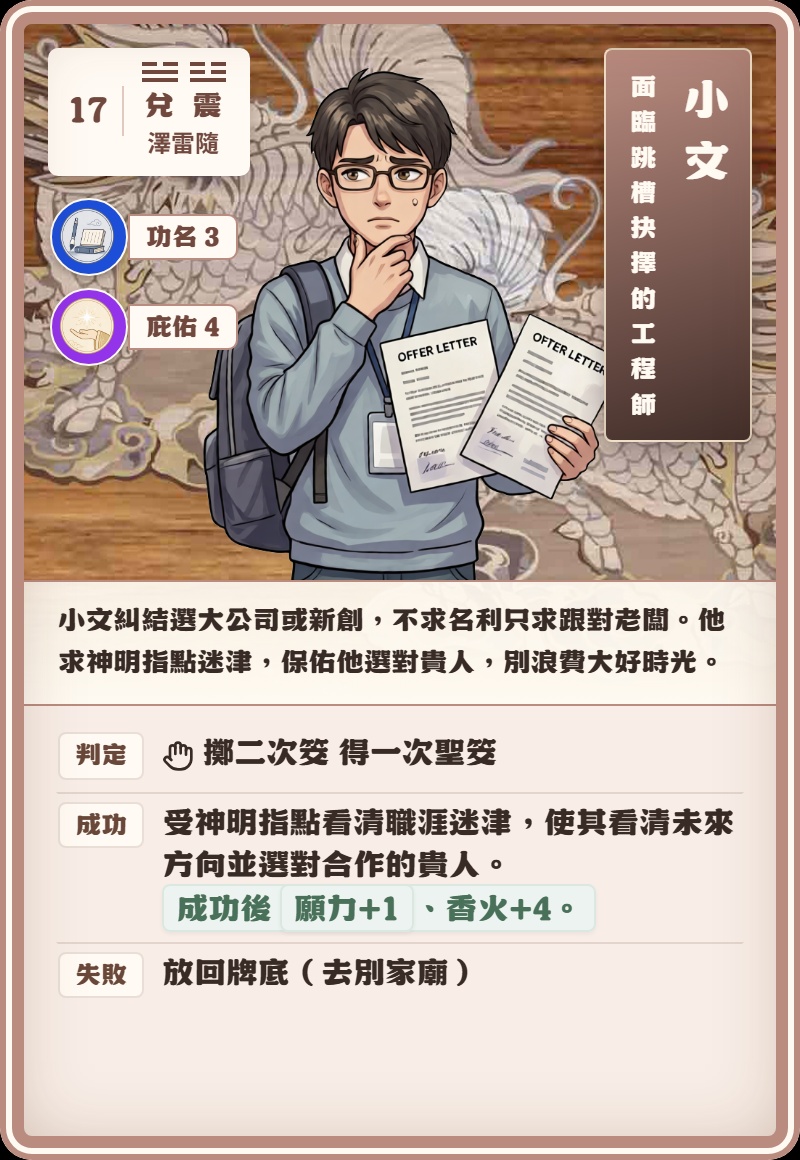 17
兌 震
澤雷隨
功名 3
庇佑 4
小文
面臨跳槽抉擇的工程師
OFFER LETTER
OFFER LETTER
小文糾結選大公司或新創，不求名利只求跟對老闆。他
求神明指點迷津，保佑他選對貴人，別浪費大好時光。
判定
擲二次筊 得一次聖筊
成功
受神明指點看清職涯迷津，使其看清未來
方向並選對合作的貴人。
成功後 願力+1 、香火+4。
失敗
放回牌底（去別家廟）